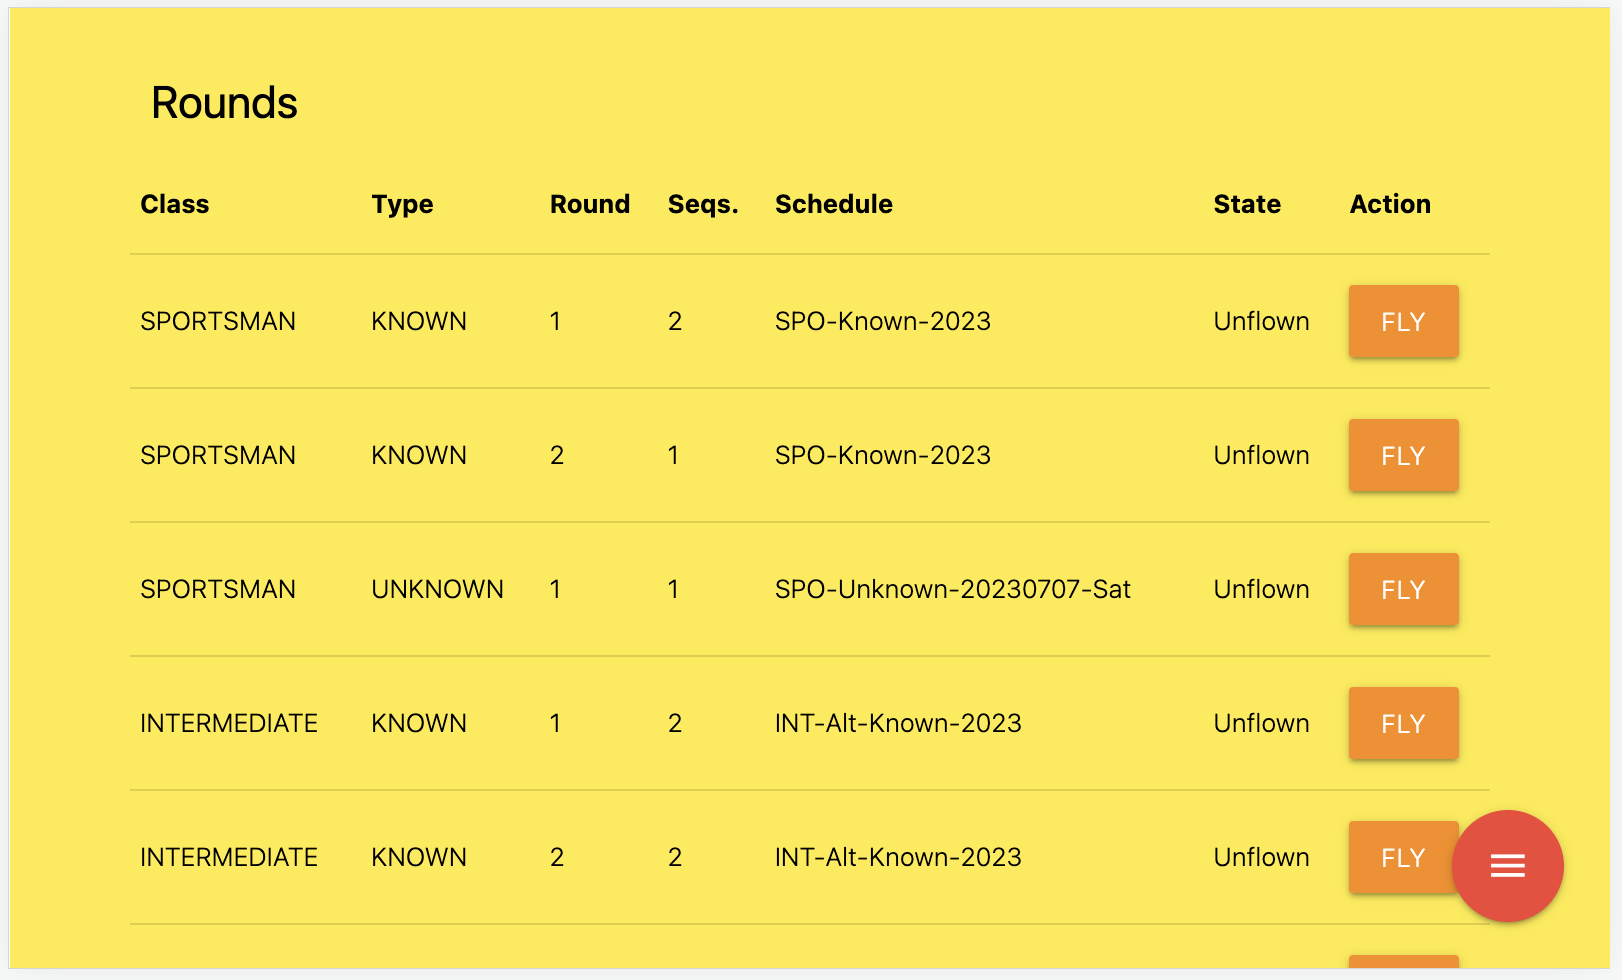 Rounds
Class Type Round Seqs. Schedule State Action
SPORTSMAN KNOWN 1 2 SPO-Known-2023 Unflown FLY
SPORTSMAN KNOWN 2 1 SPO-Known-2023 Unflown FLY
SPORTSMAN UNKNOWN 1 1 SPO-Unknown-20230707-Sat Unflown FLY
INTERMEDIATE KNOWN 1 2 INT-Alt-Known-2023 Unflown FLY
INTERMEDIATE KNOWN 2 2 INT-Alt-Known-2023 Unflown FLY